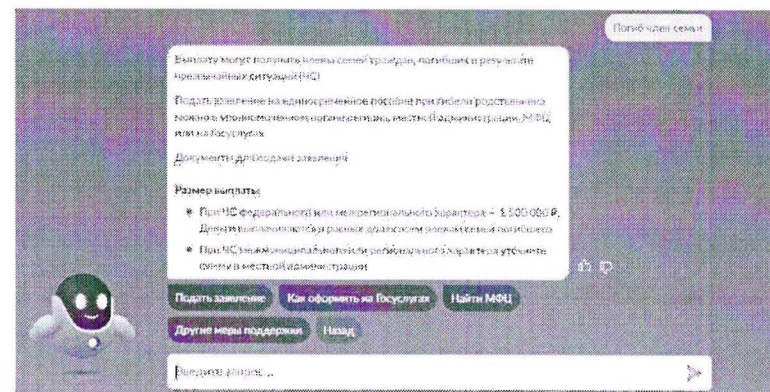 Погиб член семьи
Выплату могут получить члены семей граждан, погибших в результате
чрезвычайных ситуаций (ЧС)
Подать заявление на единовременное пособие при гибели родственника
можно в уполномоченном органе региона, местной администрации, МФЦ
или на Госуслугах
Документы для подачи заявления
Размер выплаты:
• При ЧС федерального или межрегионального характера – 1 500 000 ₽.
Деньги выплачиваются в равных долях всем членам семьи погибшего
• При ЧС межмуниципального или регионального характера уточните
сумму в местной администрации
Подать заявление Как оформить на Госуслугах Найти МФЦ
Другие меры поддержки Назад
Введите запрос...